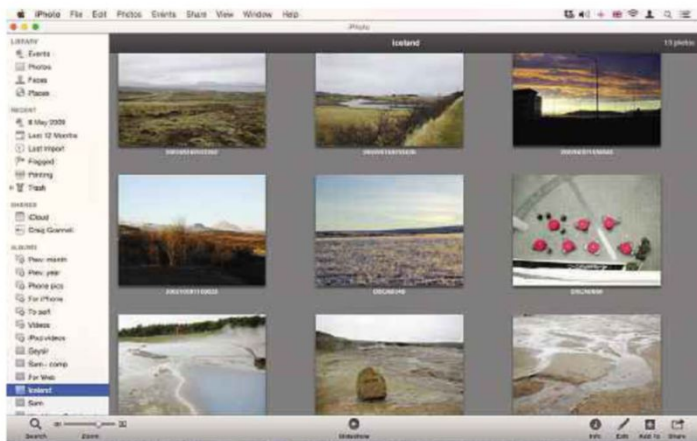 iPhoto File Edit Photos Events Share View Window Help
iPhoto
LIBRARY
Events
Photos
Faces
Places
RECENT
8 May 2009
Last 12 Months
Last Import
Flagged
Printing
Trash
SHARED
iCloud
ALBUMS
Prev month
Prev year
Phone pics
For iPhone
To sort
Videos
iPad videos
Geysir
Sam - comp
For Web
Iceland
Sam
Iceland
photos
Search
Zoom
Slideshow
Info
Edit
Add To
Share